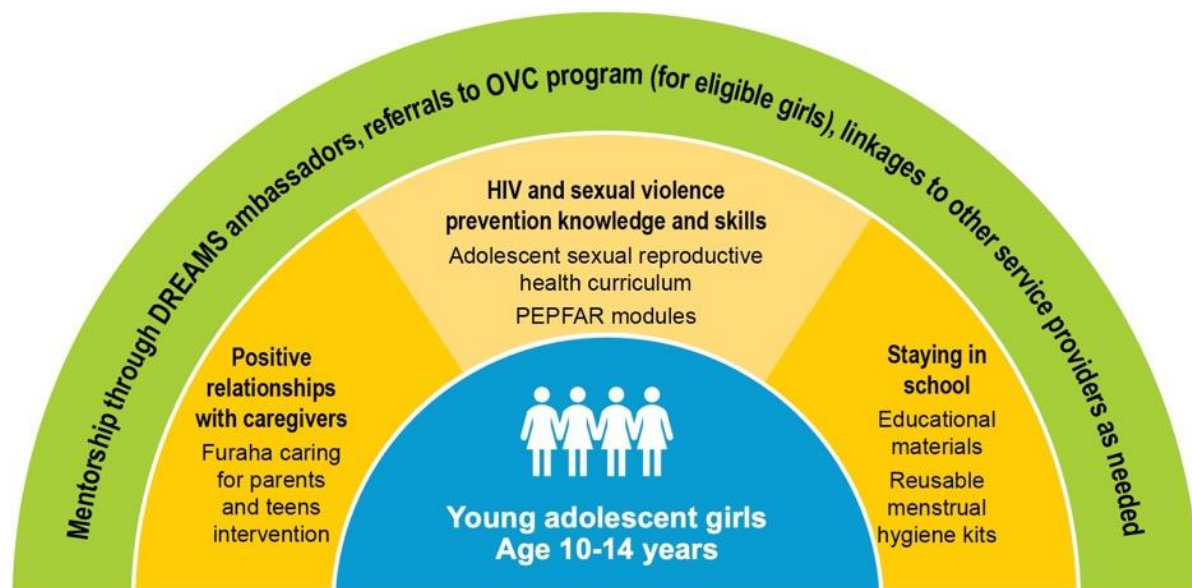 Mentorship through DREAMS ambassadors, referrals to OVC program (for eligible girls), linkages to other service providers as needed
HIV and sexual violence
prevention knowledge and skills
Adolescent sexual reproductive
health curriculum
PEPFAR modules
Positive
relationships
with caregivers
Furaha caring
for parents
and teens
intervention
Staying in
school
Educational
materials
Reusable
menstrual
hygiene kits
Young adolescent girls
Age 10-14 years